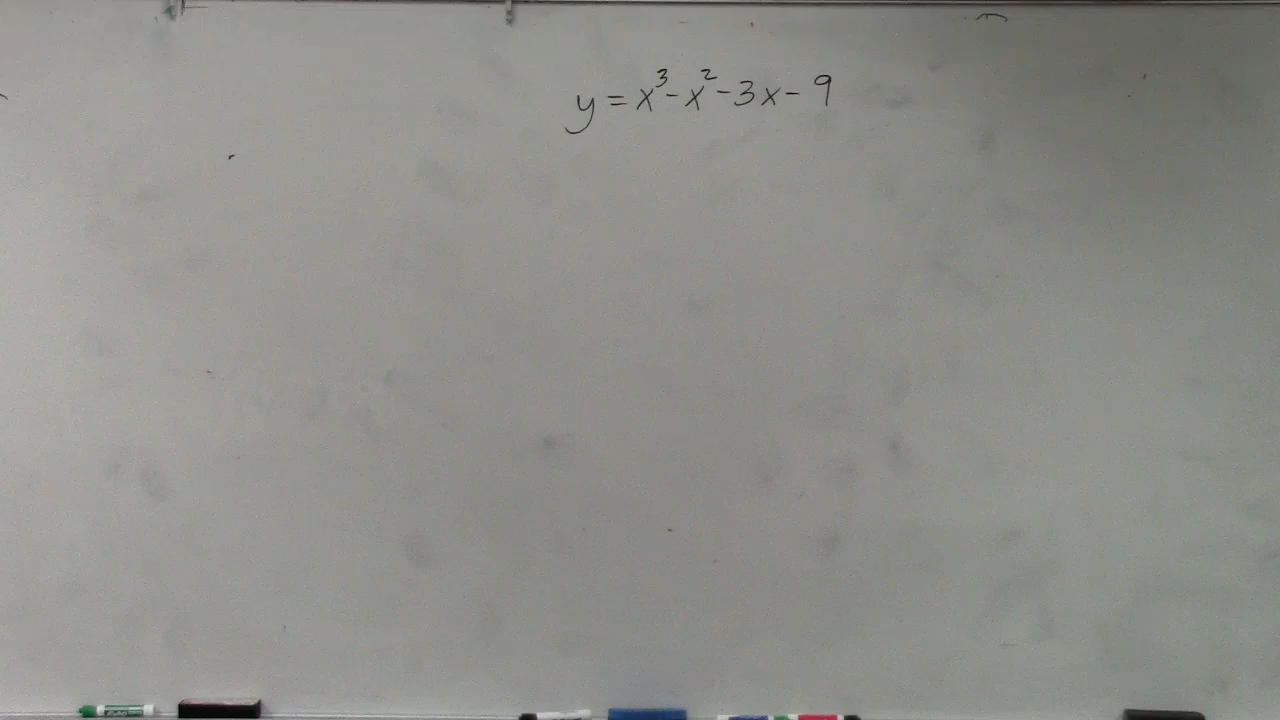 y = x³ - x² - 3x - 9